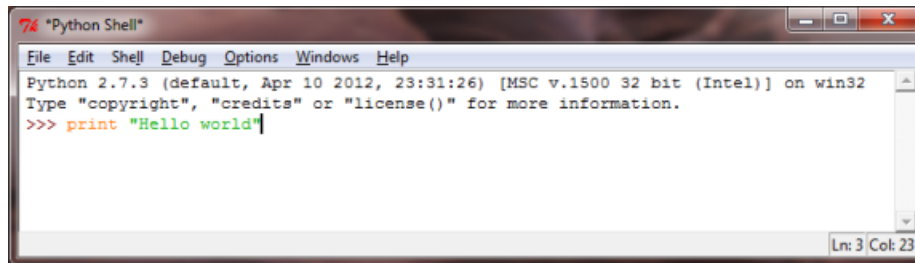 *Python Shell*
File Edit Shell Debug Options Windows Help
Python 2.7.3 (default, Apr 10 2012, 23:31:26) [MSC v.1500 32 bit (Intel)] on win32
Type "copyright", "credits" or "license()" for more information.
>>> print "Hello world"
Ln: 3 Col: 23